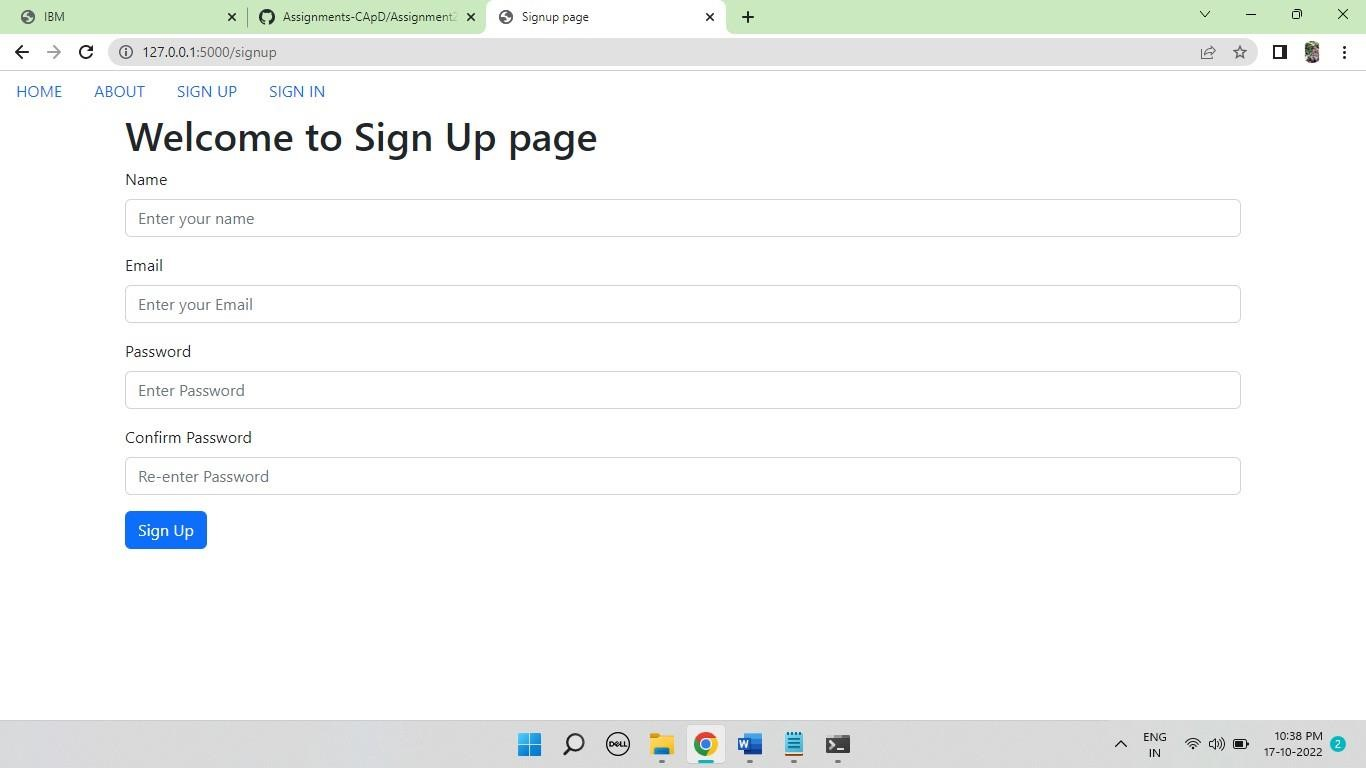 IBM
Assignments-CApD/Assignment2
Signup page
127.0.0.1:5000/signup
HOME ABOUT SIGN UP SIGN IN
Welcome to Sign Up page
Name
Enter your name
Email
Enter your Email
Password
Enter Password
Confirm Password
Re-enter Password
Sign Up
DELL
ENG
IN
10:38 PM
17-10-2022
2